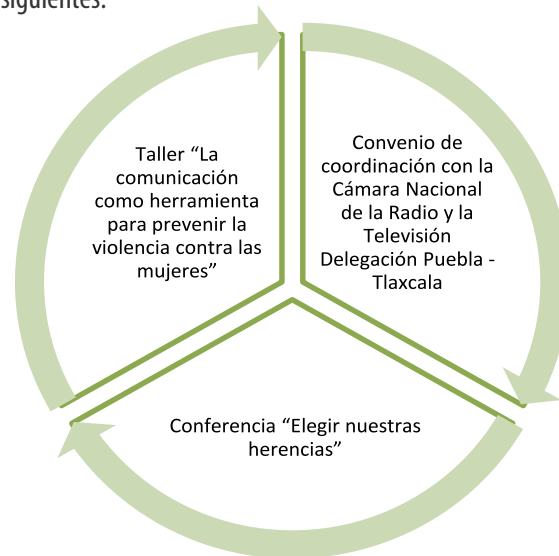 siguientes:
Taller “La
comunicación
como herramienta
para prevenir la
violencia contra las
mujeres”
Convenio de
coordinación con la
Cámara Nacional
de la Radio y la
Televisión
Delegación Puebla -
Tlaxcala
Conferencia “Elegir nuestras
herencias”